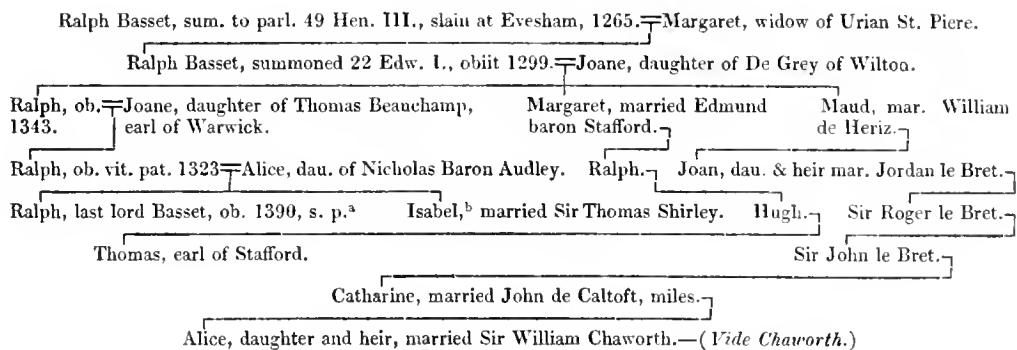 Ralph Basset, sum. to parl. 49 Hen. III., slain at Evesham, 1265.=Margaret, widow of Urian St. Piere.
Ralph Basset, summoned 22 Edw. I., obiit 1299.=Joane, daughter of De Grey of Wilton.
Ralph, ob.=Joane, daughter of Thomas Beauchamp, Margaret, married Edmund Maud, mar. William
1343. earl of Warwick. baron Stafford. de Heriz.
Ralph, ob. vit. pat. 1323=Alice, dau. of Nicholas Baron Audley. Ralph. Joan, dau. & heir mar. Jordan le Bret.
Ralph, last lord Basset, ob. 1390, s. p.ᵃ Isabel,ᵇ married Sir Thomas Shirley. Hugh. Sir Roger le Bret.
Thomas, earl of Stafford. Sir John le Bret.
Catharine, married John de Caltoft, miles.
Alice, daughter and heir, married Sir William Chaworth.—(Vide Chaworth.)